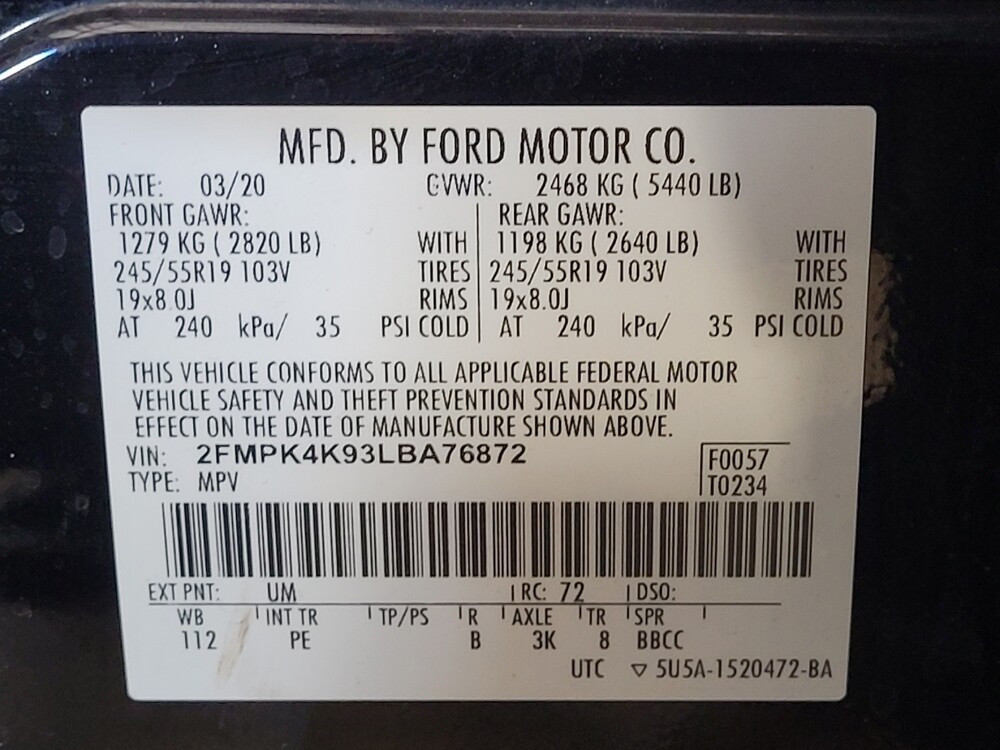 MFD. BY FORD MOTOR CO.
DATE: 03/20 GVWR: 2468 KG ( 5440 LB)
FRONT GAWR: REAR GAWR:
1279 KG ( 2820 LB) WITH 1198 KG ( 2640 LB) WITH
245/55R19 103V TIRES 245/55R19 103V TIRES
19x8.0J RIMS 19x8.0J RIMS
AT 240 kPa/ 35 PSI COLD AT 240 kPa/ 35 PSI COLD
THIS VEHICLE CONFORMS TO ALL APPLICABLE FEDERAL MOTOR
VEHICLE SAFETY AND THEFT PREVENTION STANDARDS IN
EFFECT ON THE DATE OF MANUFACTURE SHOWN ABOVE.
VIN: 2FMPK4K93LBA76872 F0057
TYPE: MPV T0234
EXT PNT: UM RC: 72 DSO:
WB INT TR TP/PS R AXLE TR SPR
112 PE B 3K 8 BBCC
UTC ▽ 5U5A-1520472-BA